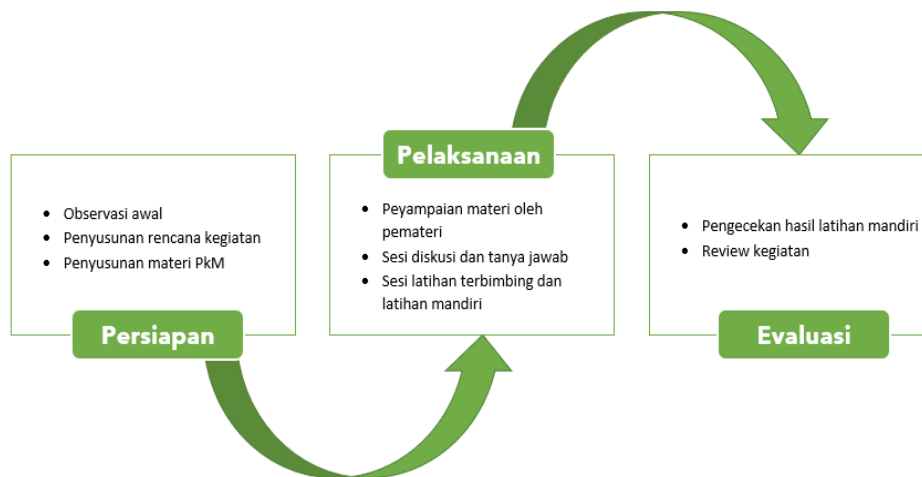 • Observasi awal
• Penyusunan rencana kegiatan
• Penyusunan materi PkM
Persiapan
Pelaksanaan
• Peyampaian materi oleh
pemateri
• Sesi diskusi dan tanya jawab
• Sesi latihan terbimbing dan
latihan mandiri
• Pengecekan hasil latihan mandiri
• Review kegiatan
Evaluasi